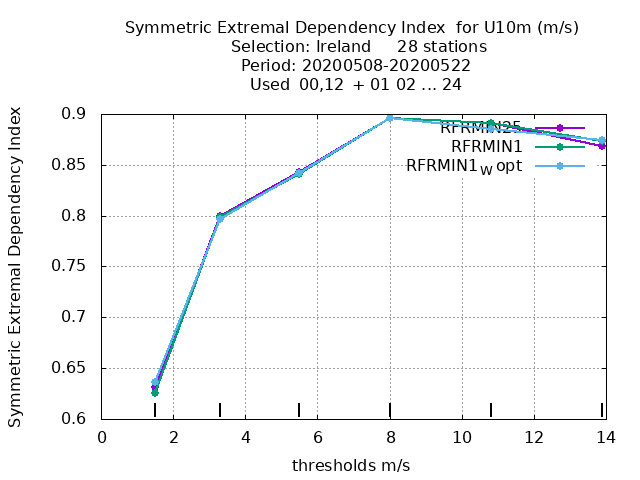 Symmetric Extremal Dependency Index for U10m (m/s)
Selection: Ireland 28 stations
Period: 20200508-20200522
Used 00,12 + 01 02 ... 24
Symmetric Extremal Dependency Index
0.9
0.85
0.8
0.75
0.7
0.65
0.6
RFRMIN25
RFRMIN1
RFRMIN1W opt
0 2 4 6 8 10 12 14
thresholds m/s